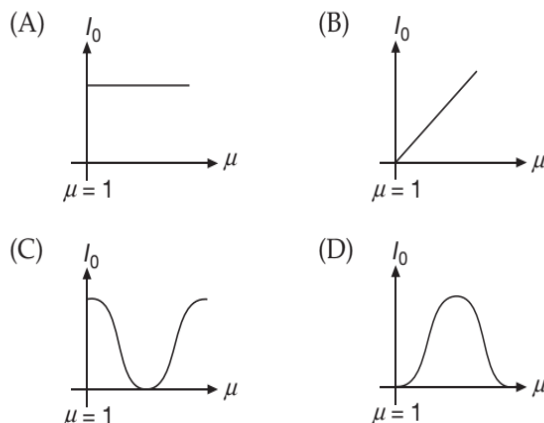 (A)
I₀
μ
μ = 1
(B)
I₀
μ
μ = 1
(C)
I₀
μ
μ = 1
(D)
I₀
μ
μ = 1